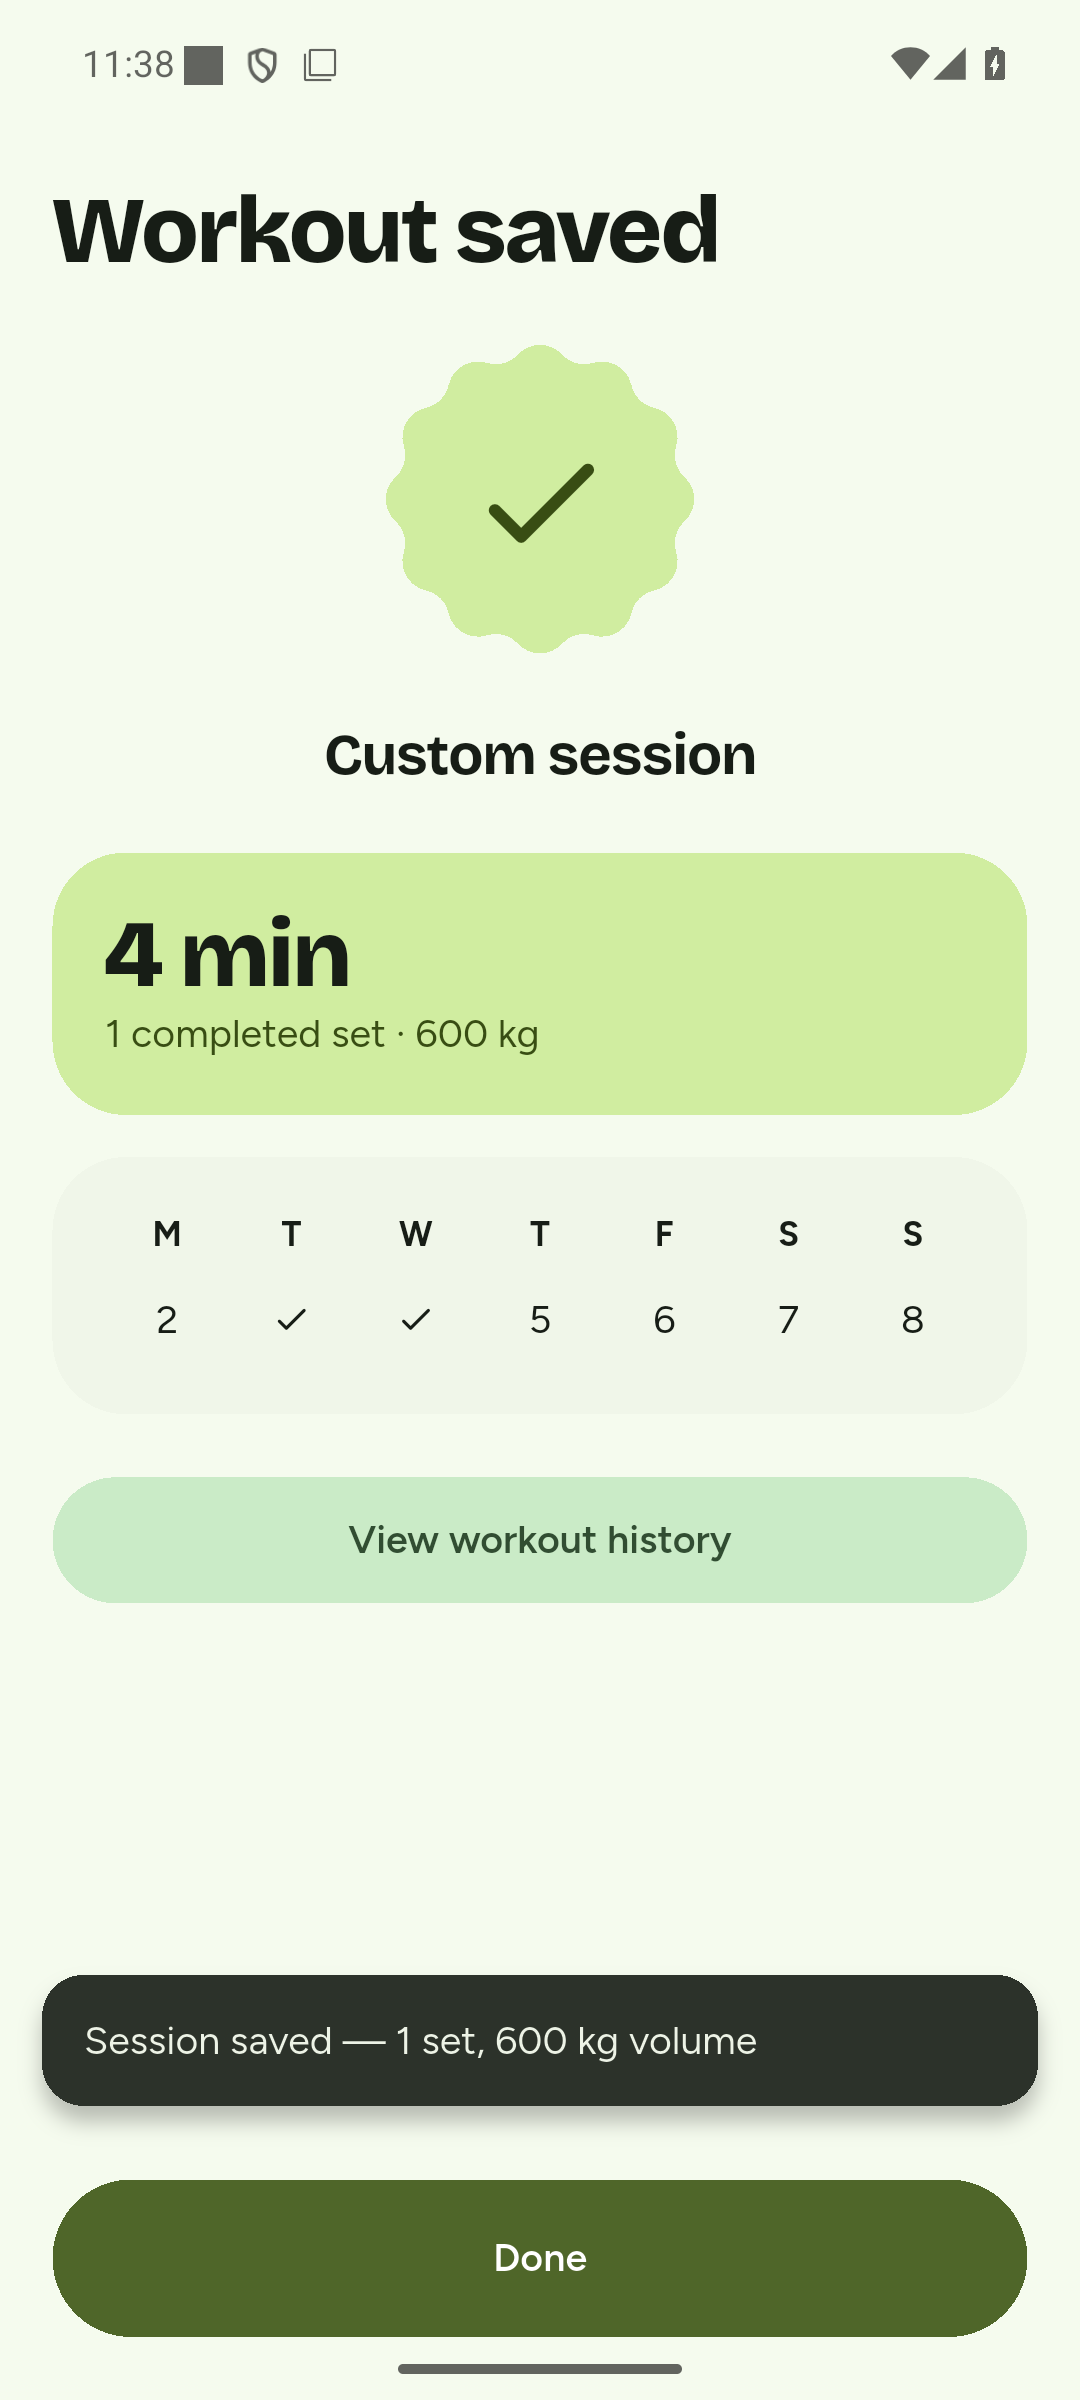 11:38
Workout saved
Custom session
4 min
1 completed set · 600 kg
M T W T F S S
2 5 6 7 8
View workout history
Session saved — 1 set, 600 kg volume
Done